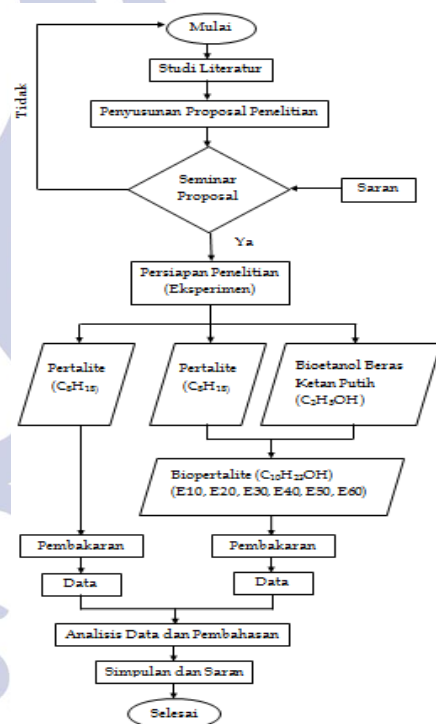 Mulai
Studi Literatur
Penyusunan Proposal Penelitian
Tidak
Seminar
Proposal
Saran
Ya
Persiapan Penelitian
(Eksperimen)
Pertalite
(C₈H₁₈)
Pertalite
(C₈H₁₈)
Bioetanol Beras
Ketan Putih
(C₂H₅OH)
Biopertalite (C₁₀H₂₃OH)
(E10, E20, E30, E40, E50, E60)
Pembakaran
Pembakaran
Data
Data
Analisis Data dan Pembahasan
Simpulan dan Saran
Selesai